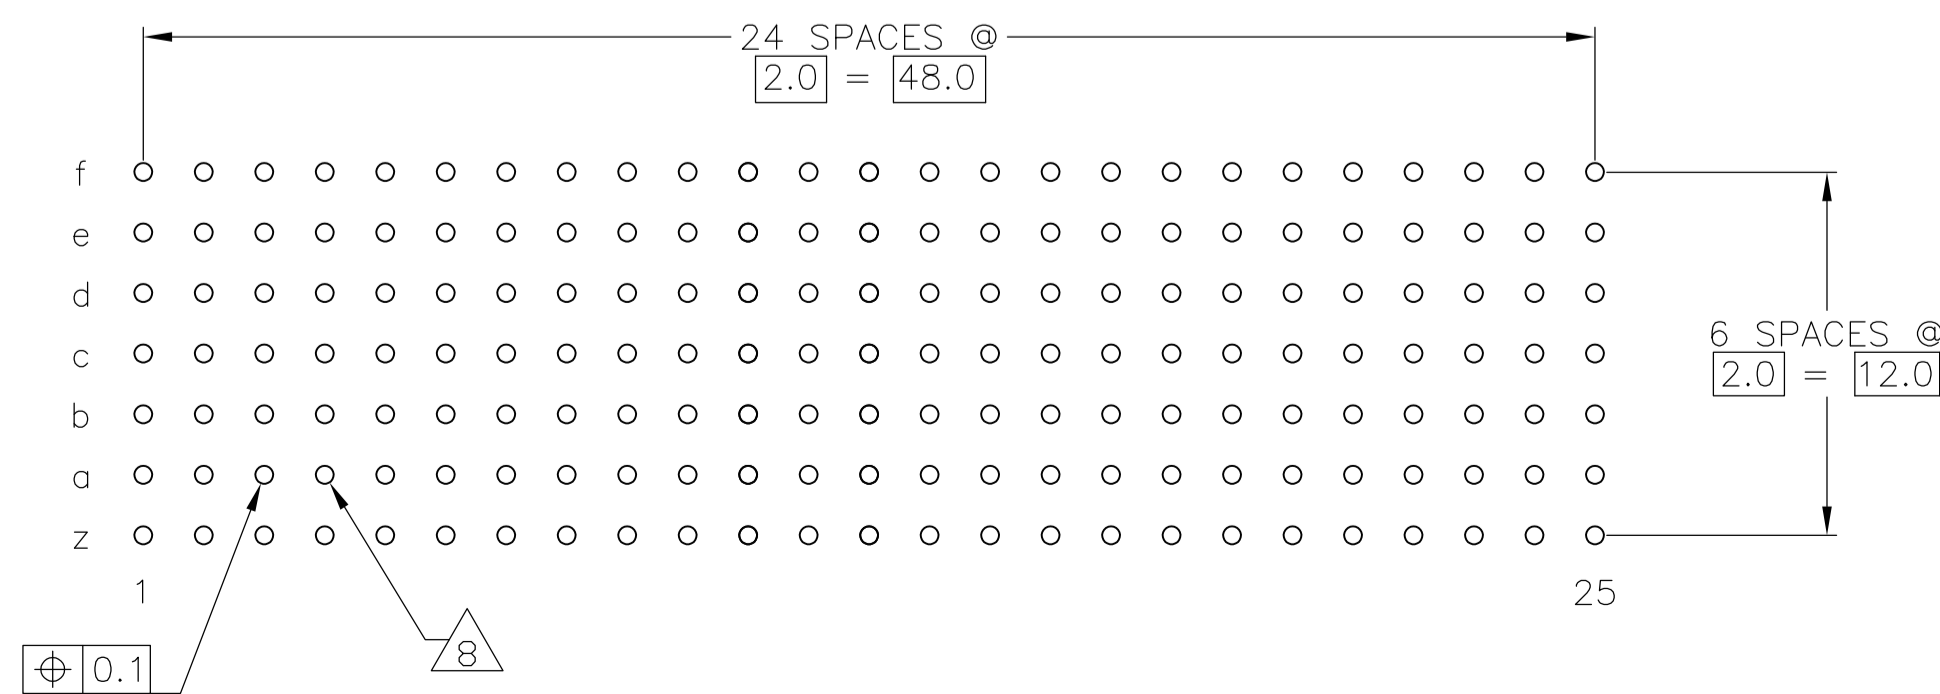 24 SPACES @
2.0 = 48.0
f
e
d
c
6 SPACES @
2.0 = 12.0
b
a
z
1
25
8
⌖ 0.1